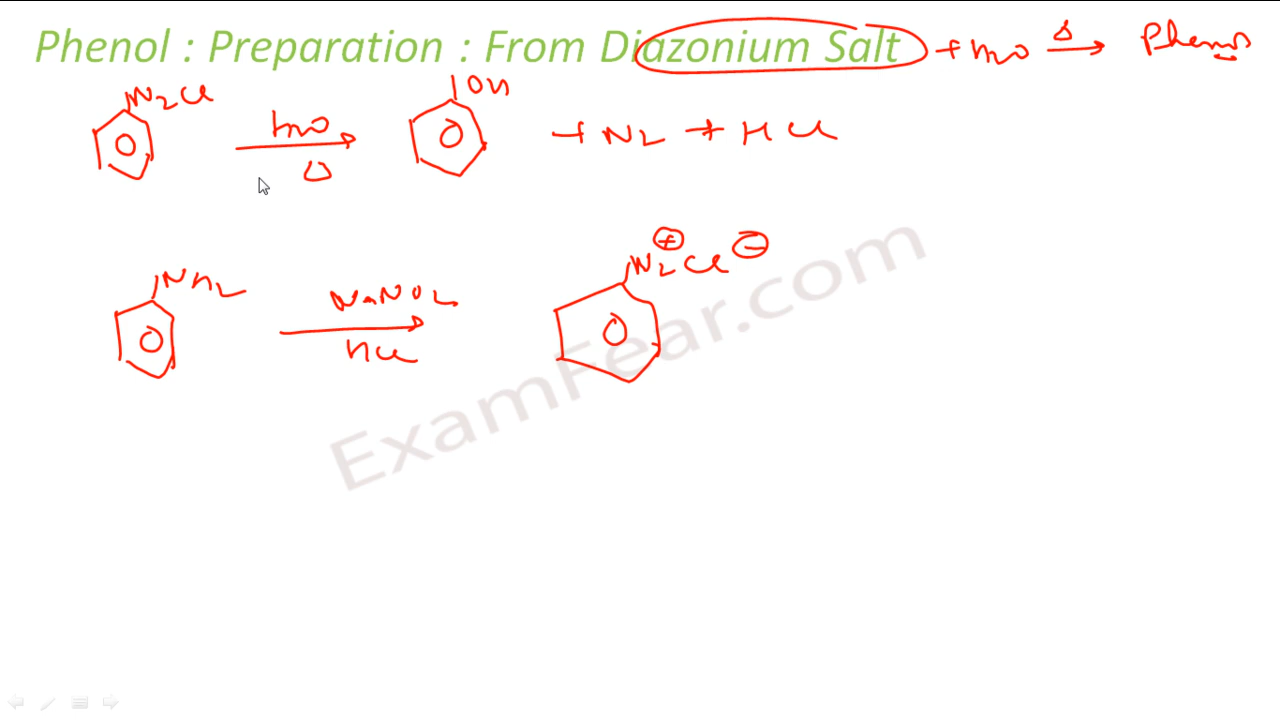 Phenol : Preparation : From Diazonium Salt + H2O Δ Phenol
N2Cl H2O Δ OH + N2 + HCl
NH2 NaNO2 HCl N2 + Cl −
ExamFear.com